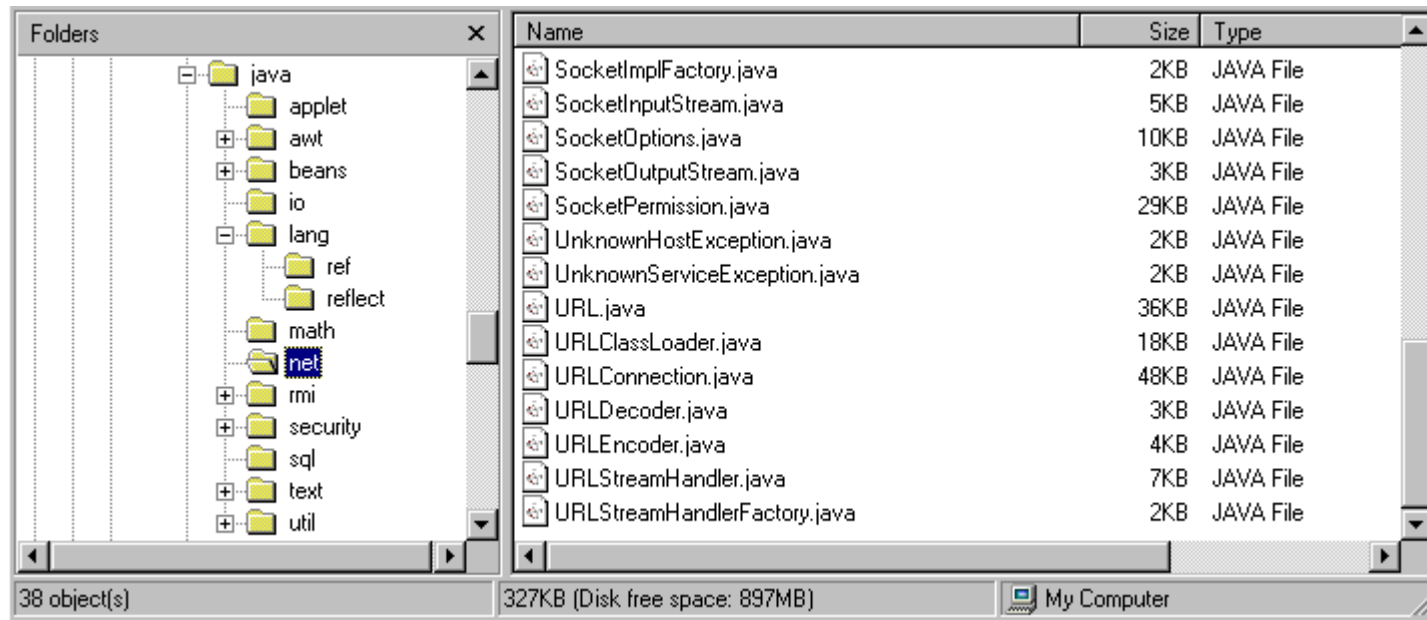 Folders
java
applet
awt
beans
io
lang
ref
reflect
math
net
rmi
security
sql
text
util
Name Size Type
SocketImplFactory.java 2KB JAVA File
SocketInputStream.java 5KB JAVA File
SocketOptions.java 10KB JAVA File
SocketOutputStream.java 3KB JAVA File
SocketPermission.java 29KB JAVA File
UnknownHostException.java 2KB JAVA File
UnknownServiceException.java 2KB JAVA File
URL.java 36KB JAVA File
URLClassLoader.java 18KB JAVA File
URLConnection.java 48KB JAVA File
URLDecoder.java 3KB JAVA File
URLEncoder.java 4KB JAVA File
URLStreamHandler.java 7KB JAVA File
URLStreamHandlerFactory.java 2KB JAVA File
38 object(s) 327KB (Disk free space: 897MB) My Computer